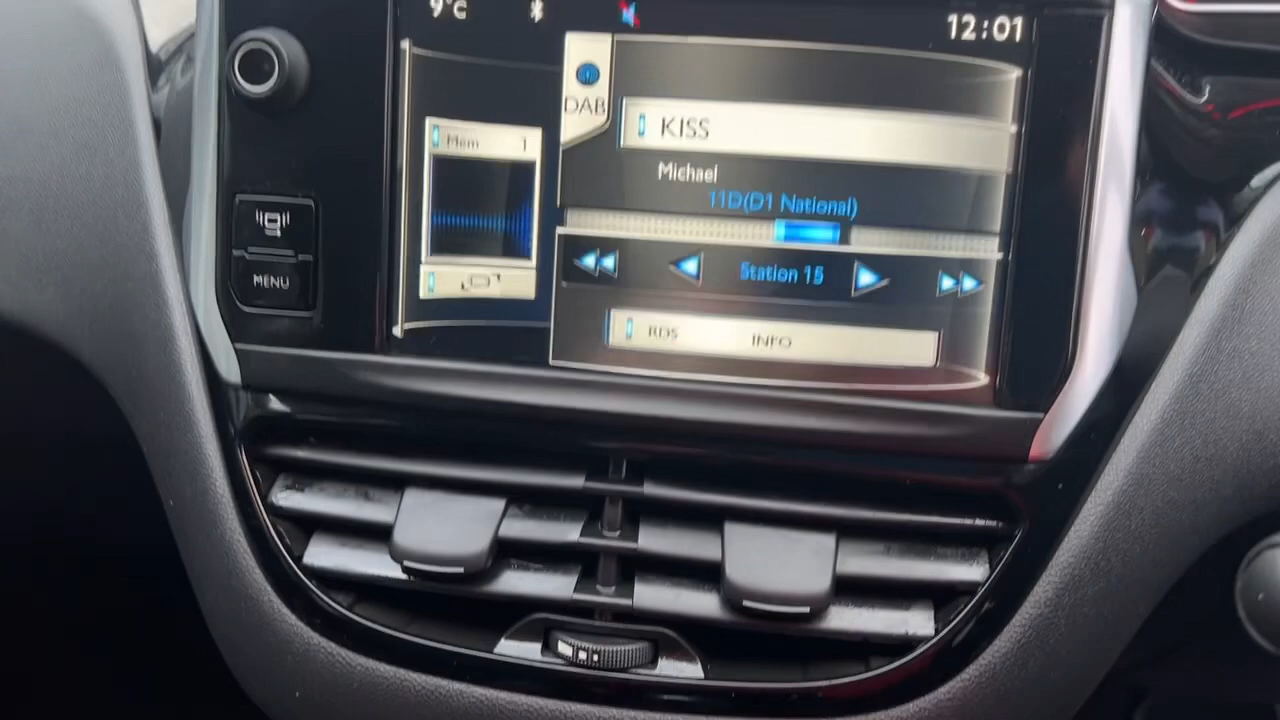 9°C
12:01
DAB
KISS
Mem 1
Michael
11D(D1 National)
Station 15
MENU
RDS INFO